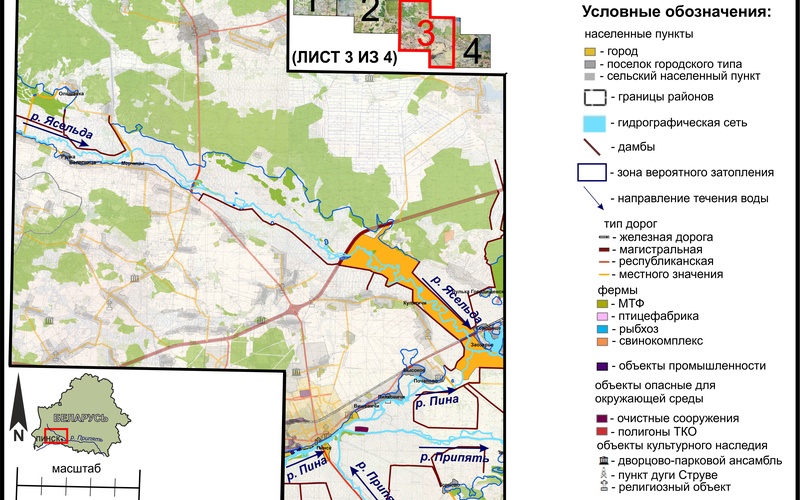 1
2
3
4
(ЛИСТ 3 ИЗ 4)
р. Ясельда
р. Ясельда
р. Пина
р. Пина
р. Припять
Условные обозначения:
населенные пункты
- город
- поселок городского типа
- сельский населенный пункт
- границы районов
- гидрографическая сеть
- дамбы
- зона вероятного затопления
- направление течения воды
тип дорог
- железная дорога
- магистральная
- республиканская
- местного значения
фермы
- МТФ
- птицефабрика
- рыбхоз
- свинокомплекс
- объекты промышленности
объекты опасные для
окружающей среды
- очистные сооружения
- полигоны ТКО
объекты культурного наследия
- дворцово-парковой ансамбль
- пункт дуги Струве
- религиозный объект
N
БЕЛАРУСЬ
ПИНСК
р. Припять
масштаб